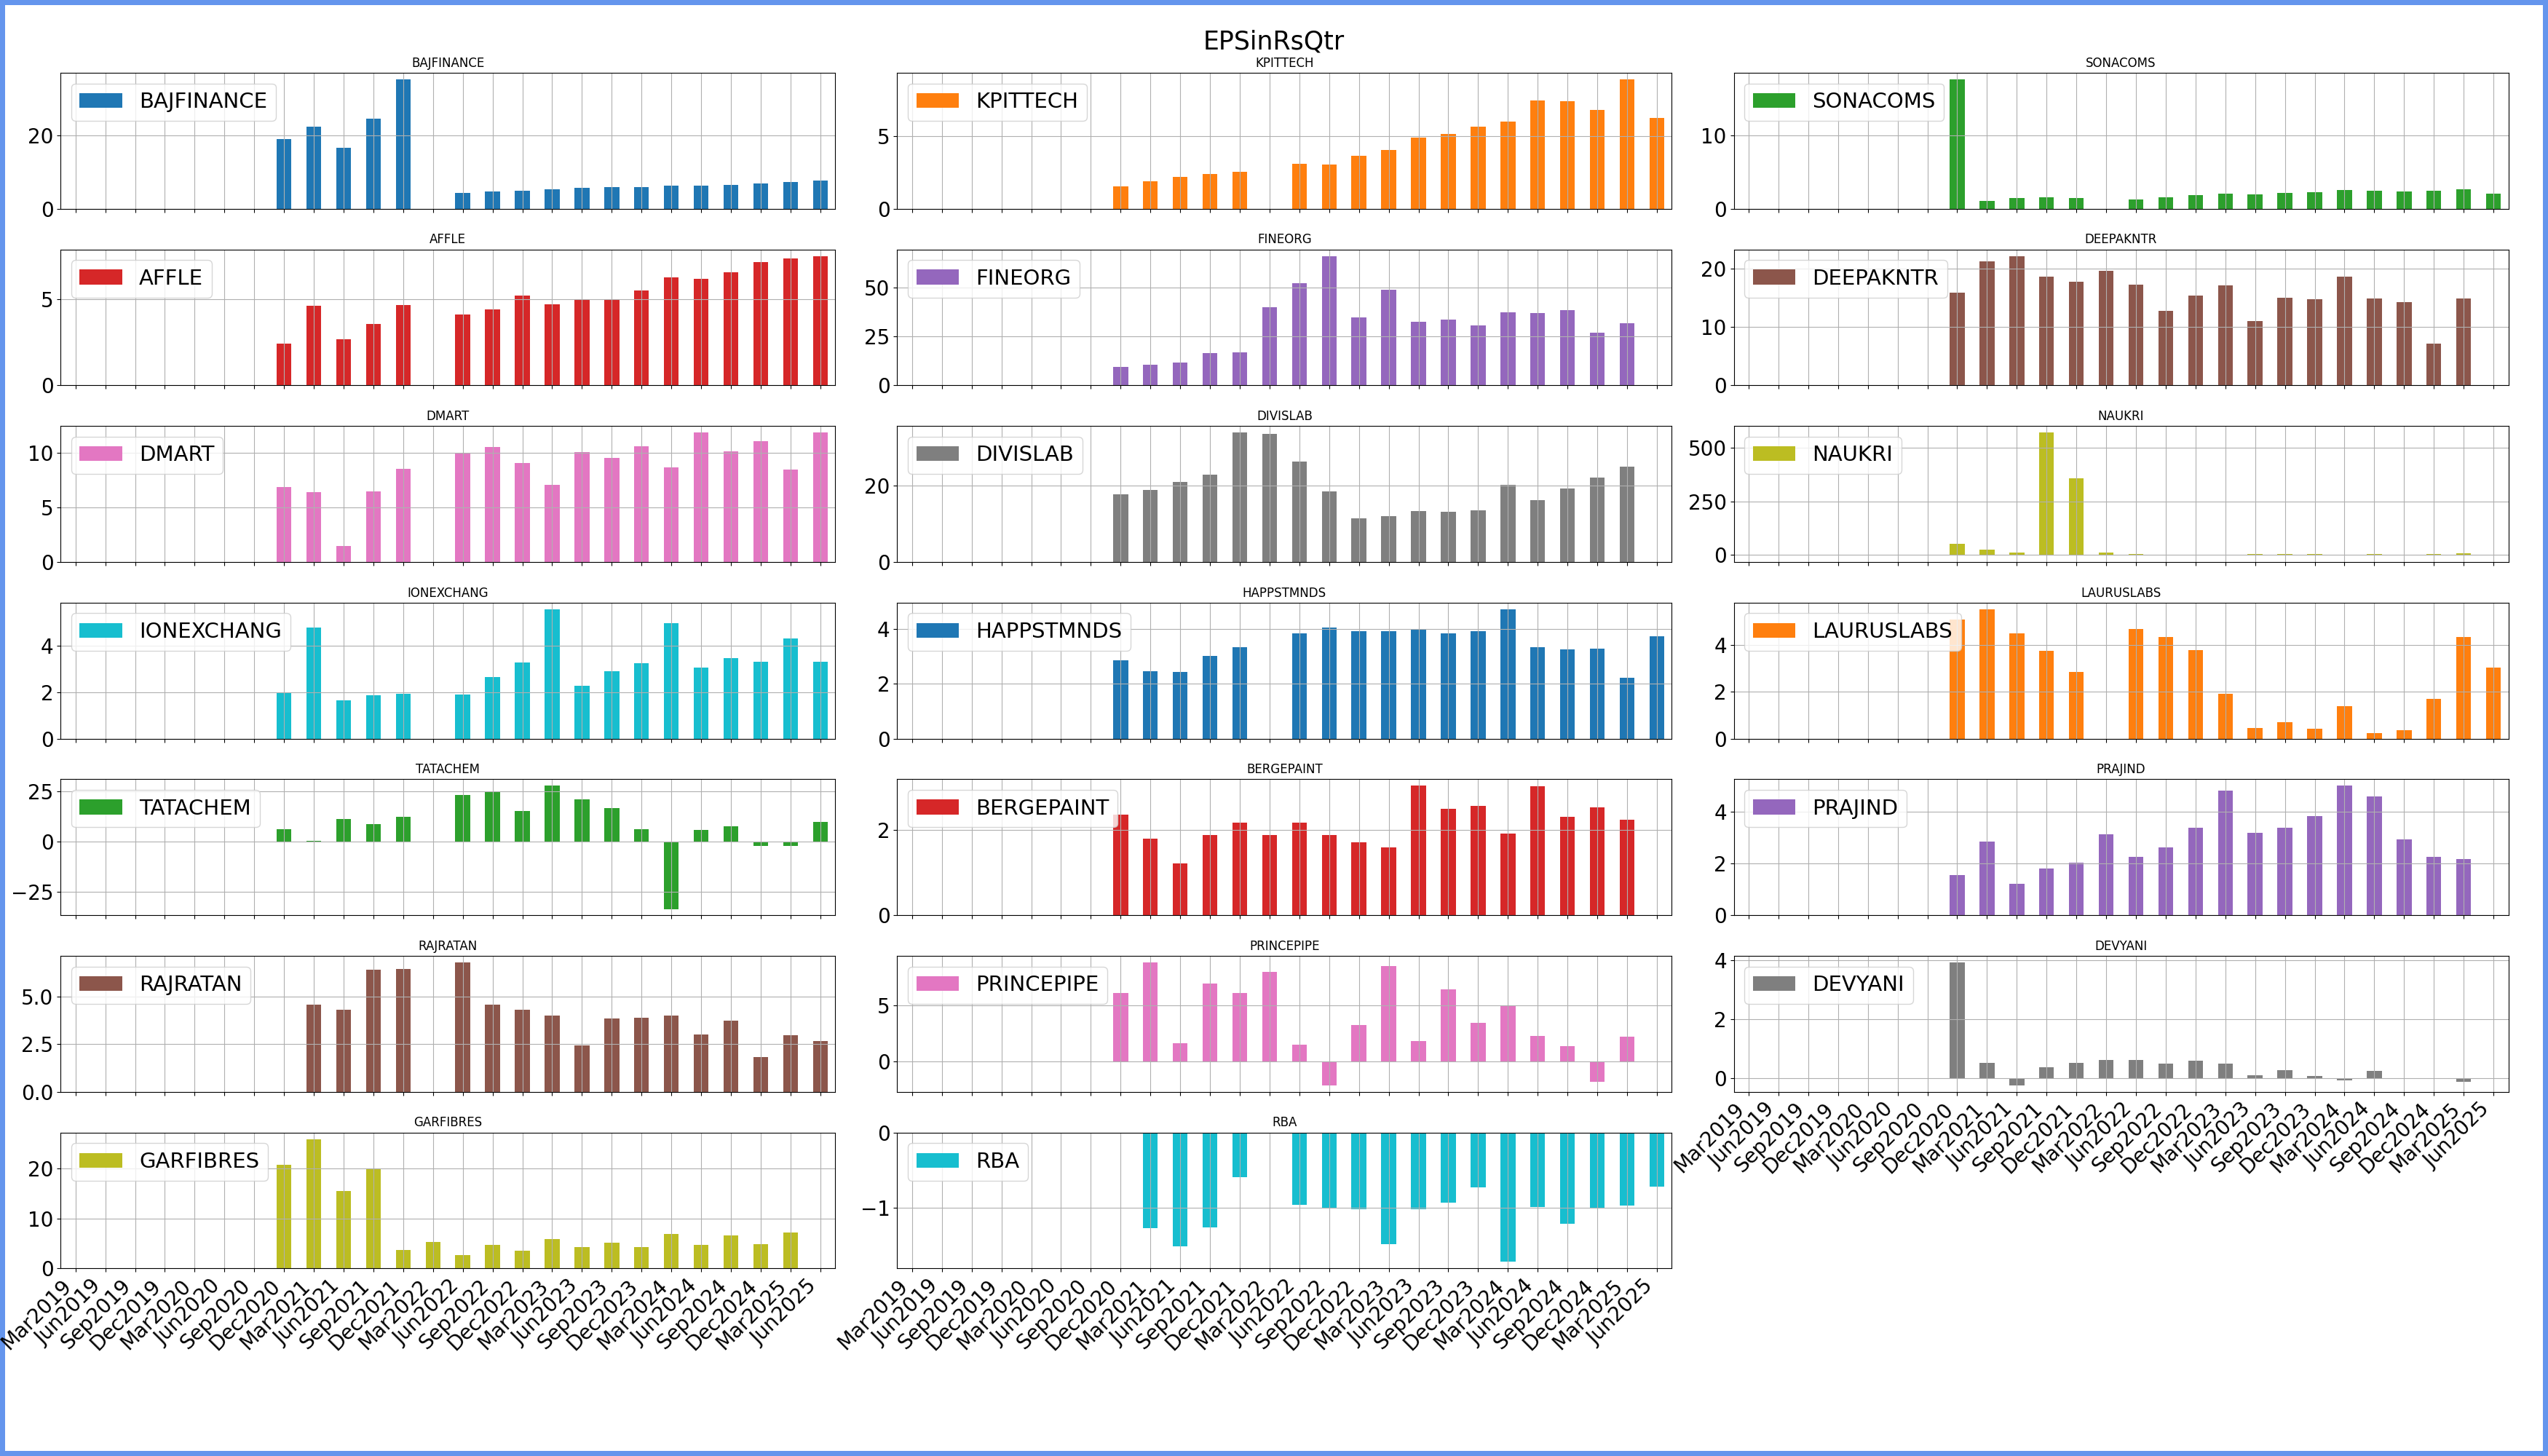 EPSinRsQtr
BAJFINANCE
BAJFINANCE
20
0
KPITTECH
KPITTECH
5
0
SONACOMS
SONACOMS
10
0
AFFLE
AFFLE
5
0
FINEORG
FINEORG
50
25
0
DEEPAKNTR
DEEPAKNTR
20
10
0
DMART
DMART
10
5
0
DIVISLAB
DIVISLAB
20
0
NAUKRI
NAUKRI
500
250
0
IONEXCHANG
IONEXCHANG
4
2
0
HAPPSTMNDS
HAPPSTMNDS
4
2
0
LAURUSLABS
LAURUSLABS
4
2
0
TATACHEM
TATACHEM
25
0
−25
BERGEPAINT
BERGEPAINT
2
0
PRAJIND
PRAJIND
4
2
0
RAJRATAN
RAJRATAN
5.0
2.5
0.0
PRINCEPIPE
PRINCEPIPE
5
0
DEVYANI
DEVYANI
4
2
0
Mar2019
Jun2019
Sep2019
Dec2019
Mar2020
Jun2020
Sep2020
Dec2020
Mar2021
Jun2021
Sep2021
Dec2021
Mar2022
Jun2022
Sep2022
Dec2022
Mar2023
Jun2023
Sep2023
Dec2023
Mar2024
Jun2024
Sep2024
Dec2024
Mar2025
Jun2025
GARFIBRES
GARFIBRES
20
10
0
Mar2019
Jun2019
Sep2019
Dec2019
Mar2020
Jun2020
Sep2020
Dec2020
Mar2021
Jun2021
Sep2021
Dec2021
Mar2022
Jun2022
Sep2022
Dec2022
Mar2023
Jun2023
Sep2023
Dec2023
Mar2024
Jun2024
Sep2024
Dec2024
Mar2025
Jun2025
RBA
RBA
0
−1
Mar2019
Jun2019
Sep2019
Dec2019
Mar2020
Jun2020
Sep2020
Dec2020
Mar2021
Jun2021
Sep2021
Dec2021
Mar2022
Jun2022
Sep2022
Dec2022
Mar2023
Jun2023
Sep2023
Dec2023
Mar2024
Jun2024
Sep2024
Dec2024
Mar2025
Jun2025